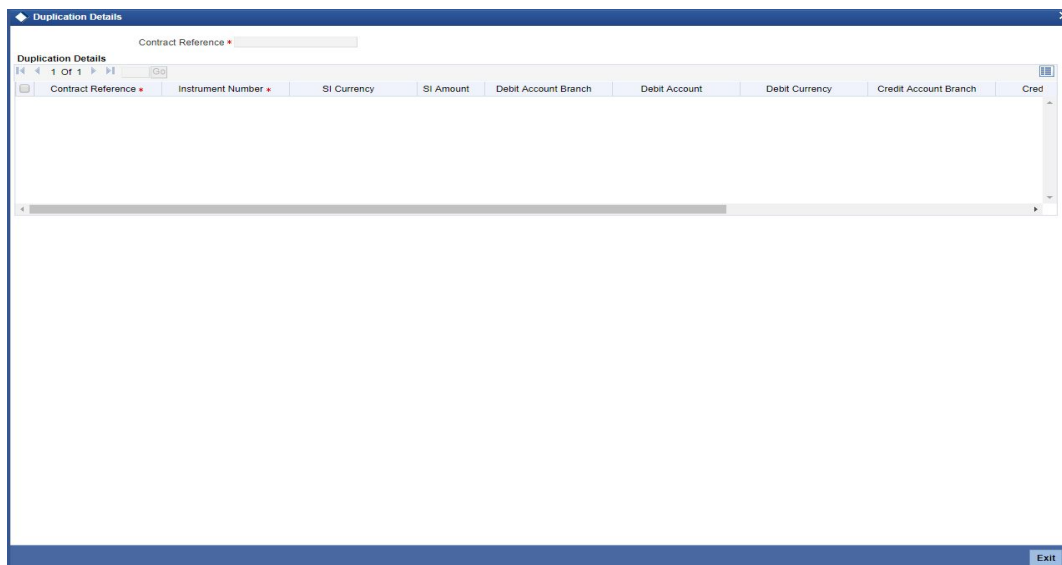 Duplication Details
Contract Reference *
Duplication Details
1 Of 1 Go
Contract Reference * Instrument Number * SI Currency SI Amount Debit Account Branch Debit Account Debit Currency Credit Account Branch Cred
Exit